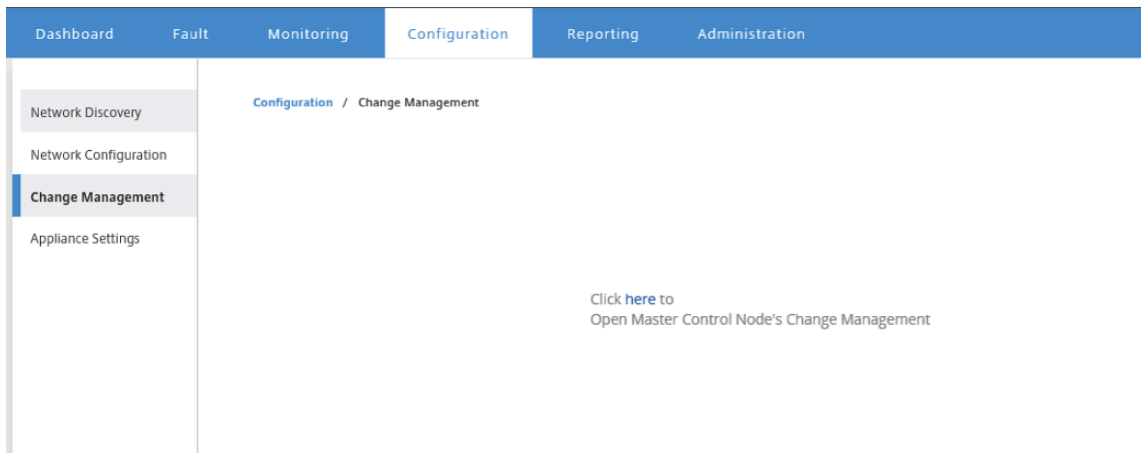 Dashboard Fault Monitoring Configuration Reporting Administration
Network Discovery
Network Configuration
Change Management
Appliance Settings
Configuration / Change Management
Click here to
Open Master Control Node's Change Management